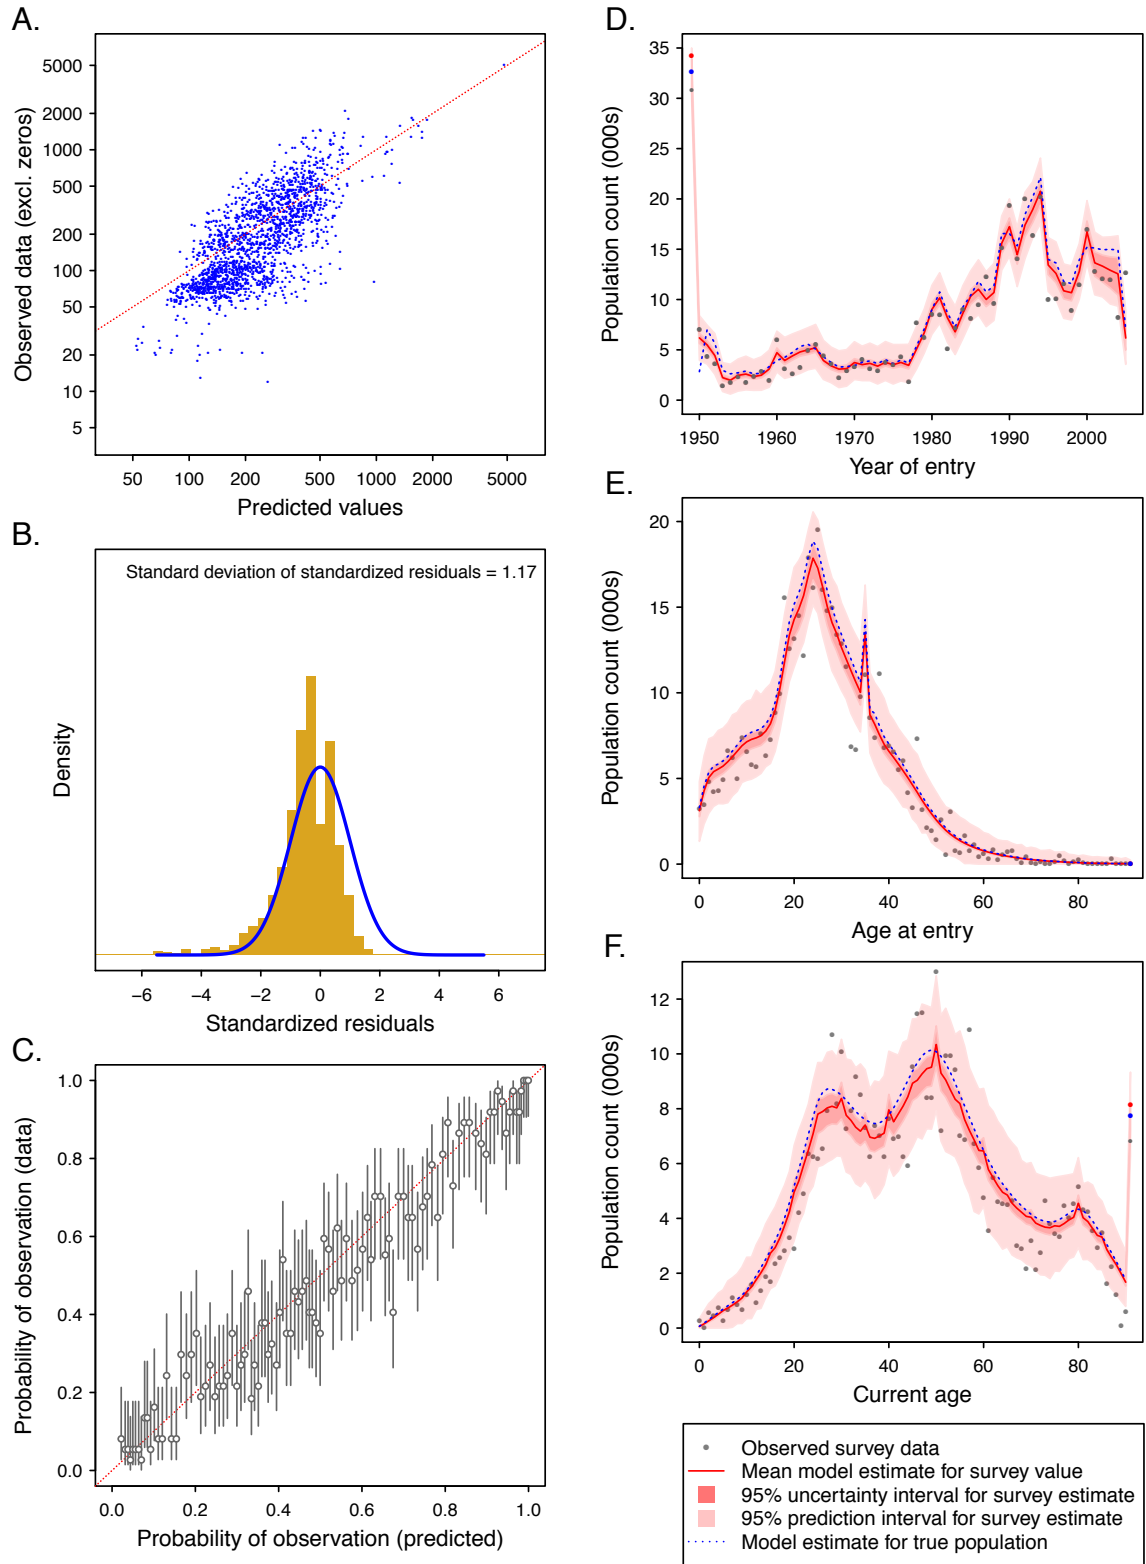 A.
5000
2000
1000
500
200
100
50
20
10
5
Observed data (excl. zeros)
50 100 200 500 1000 2000 5000
Predicted values
B.
Standard deviation of standardized residuals = 1.17
Density
−6 −4 −2 0 2 4 6
Standardized residuals
C.
1.0
0.8
0.6
0.4
0.2
0.0
Probability of observation (data)
0.0 0.2 0.4 0.6 0.8 1.0
Probability of observation (predicted)
D.
35
30
25
20
15
10
5
0
Population count (000s)
1950 1960 1970 1980 1990 2000
Year of entry
E.
20
15
10
5
0
Population count (000s)
0 20 40 60 80
Age at entry
F.
12
10
8
6
4
2
0
Population count (000s)
0 20 40 60 80
Current age
Observed survey data
Mean model estimate for survey value
95% uncertainty interval for survey estimate
95% prediction interval for survey estimate
Model estimate for true population